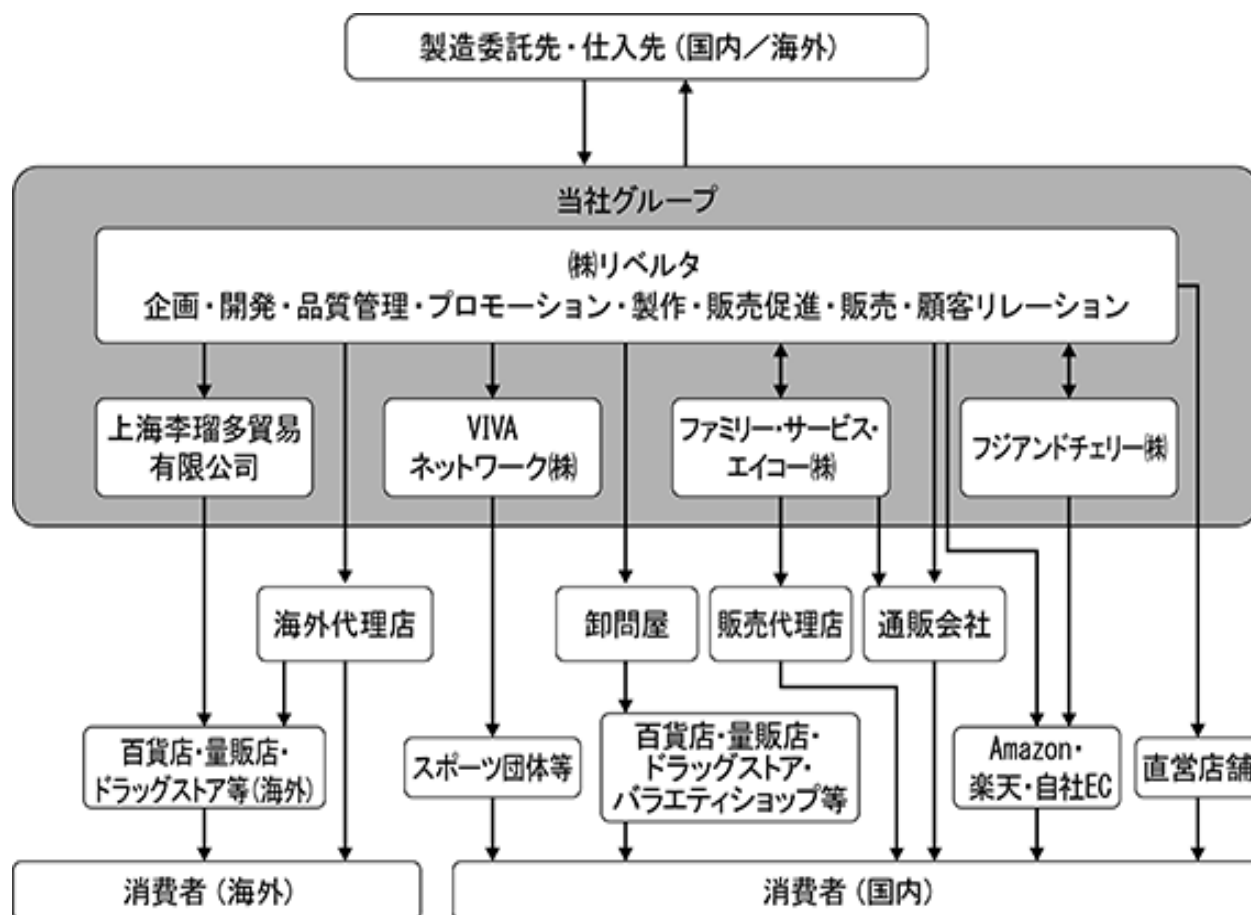 製造委託先・仕入先(国内/海外)
当社グループ
㈱リベルタ
企画・開発・品質管理・プロモーション・製作・販売促進・販売・顧客リレーション
上海李瑠多貿易
有限公司
VIVA
ネットワーク㈱
ファミリー・サービス・
エイコー㈱
フジアンドチェリー㈱
海外代理店
卸問屋
販売代理店
通販会社
百貨店・量販店・
ドラッグストア等(海外)
スポーツ団体等
百貨店・量販店・
ドラッグストア・
バラエティショップ等
Amazon・
楽天・自社EC
直営店舗
消費者(海外)
消費者(国内)